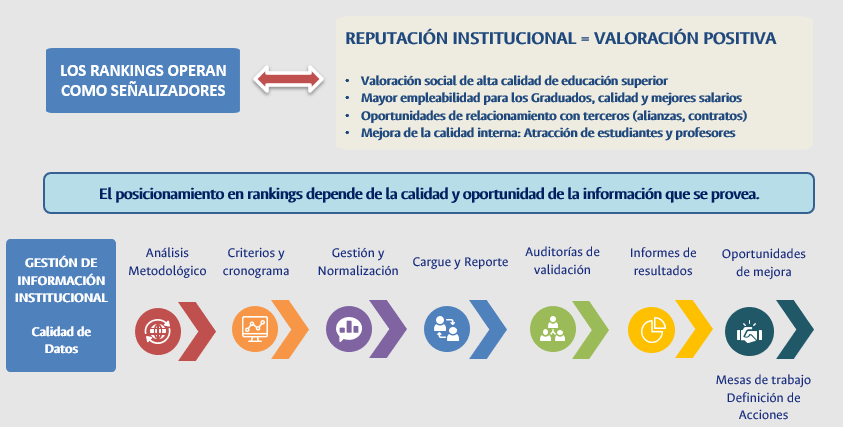 LOS RANKINGS OPERAN
COMO SEÑALIZADORES
REPUTACIÓN INSTITUCIONAL = VALORACIÓN POSITIVA
• Valoración social de alta calidad de educación superior
• Mayor empleabilidad para los Graduados, calidad y mejores salarios
• Oportunidades de relacionamiento con terceros (alianzas, contratos)
• Mejora de la calidad interna: Atracción de estudiantes y profesores
El posicionamiento en rankings depende de la calidad y oportunidad de la información que se provea.
GESTIÓN DE
INFORMACIÓN
INSTITUCIONAL
Calidad de
Datos
Análisis
Metodológico
Criterios y
cronograma
Gestión y
Normalización
Cargue y Reporte
Auditorías de
validación
Informes de
resultados
Oportunidades
de mejora
Mesas de trabajo
Definición de
Acciones